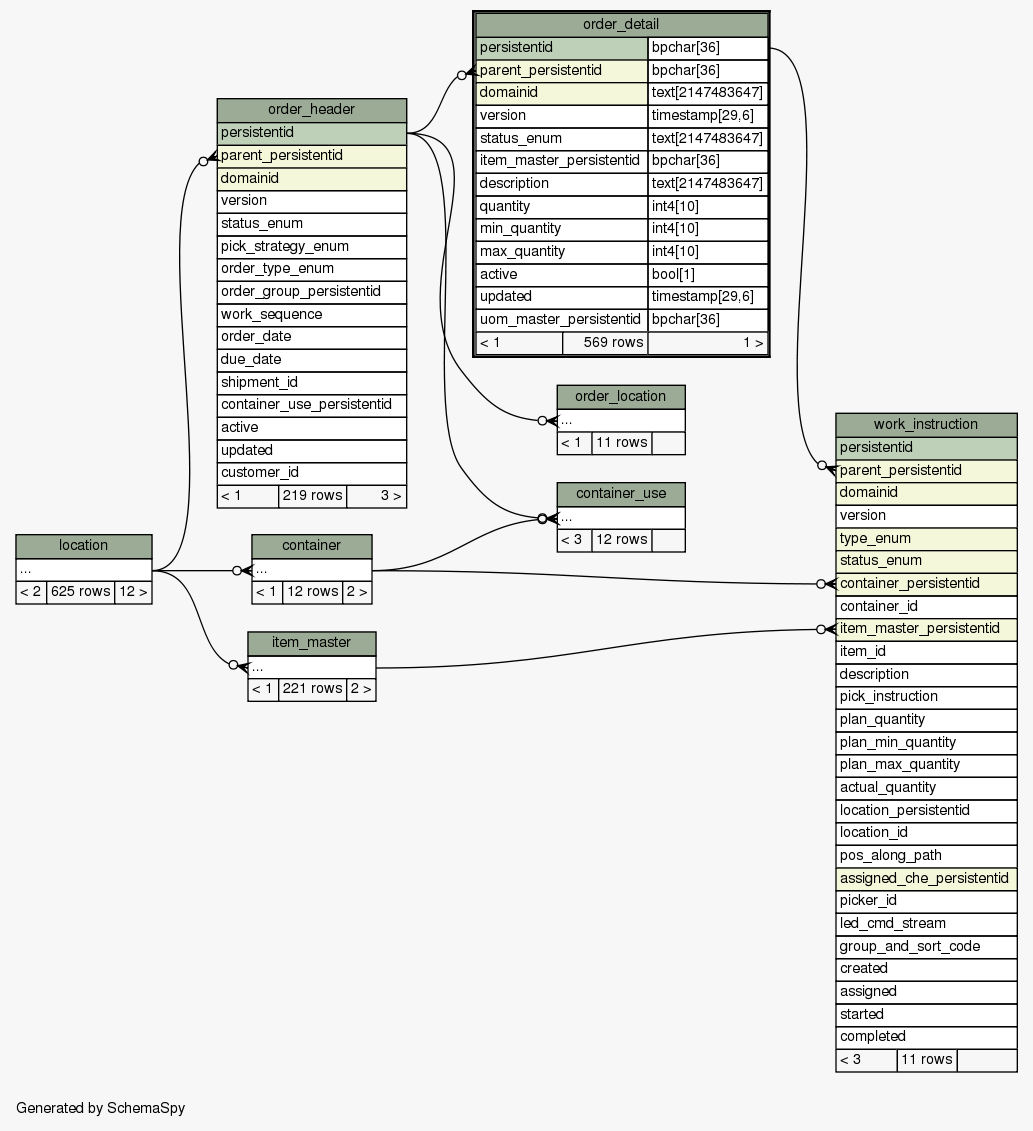 order_detail
persistentid bpchar[36]
parent_persistentid bpchar[36]
domainid text[2147483647]
version timestamp[29,6]
status_enum text[2147483647]
item_master_persistentid bpchar[36]
description text[2147483647]
quantity int4[10]
min_quantity int4[10]
max_quantity int4[10]
active bool[1]
updated timestamp[29,6]
uom_master_persistentid bpchar[36]
< 1 569 rows 1 >
order_header
persistentid
parent_persistentid
domainid
version
status_enum
pick_strategy_enum
order_type_enum
order_group_persistentid
work_sequence
order_date
due_date
shipment_id
container_use_persistentid
active
updated
customer_id
< 1 219 rows 3 >
order_location
...
< 1 11 rows
container_use
...
< 3 12 rows
location
...
< 2 625 rows 12 >
container
...
< 1 12 rows 2 >
item_master
...
< 1 221 rows 2 >
work_instruction
persistentid
parent_persistentid
domainid
version
type_enum
status_enum
container_persistentid
container_id
item_master_persistentid
item_id
description
pick_instruction
plan_quantity
plan_min_quantity
plan_max_quantity
actual_quantity
location_persistentid
location_id
pos_along_path
assigned_che_persistentid
picker_id
led_cmd_stream
group_and_sort_code
created
assigned
started
completed
< 3 11 rows
Generated by SchemaSpy